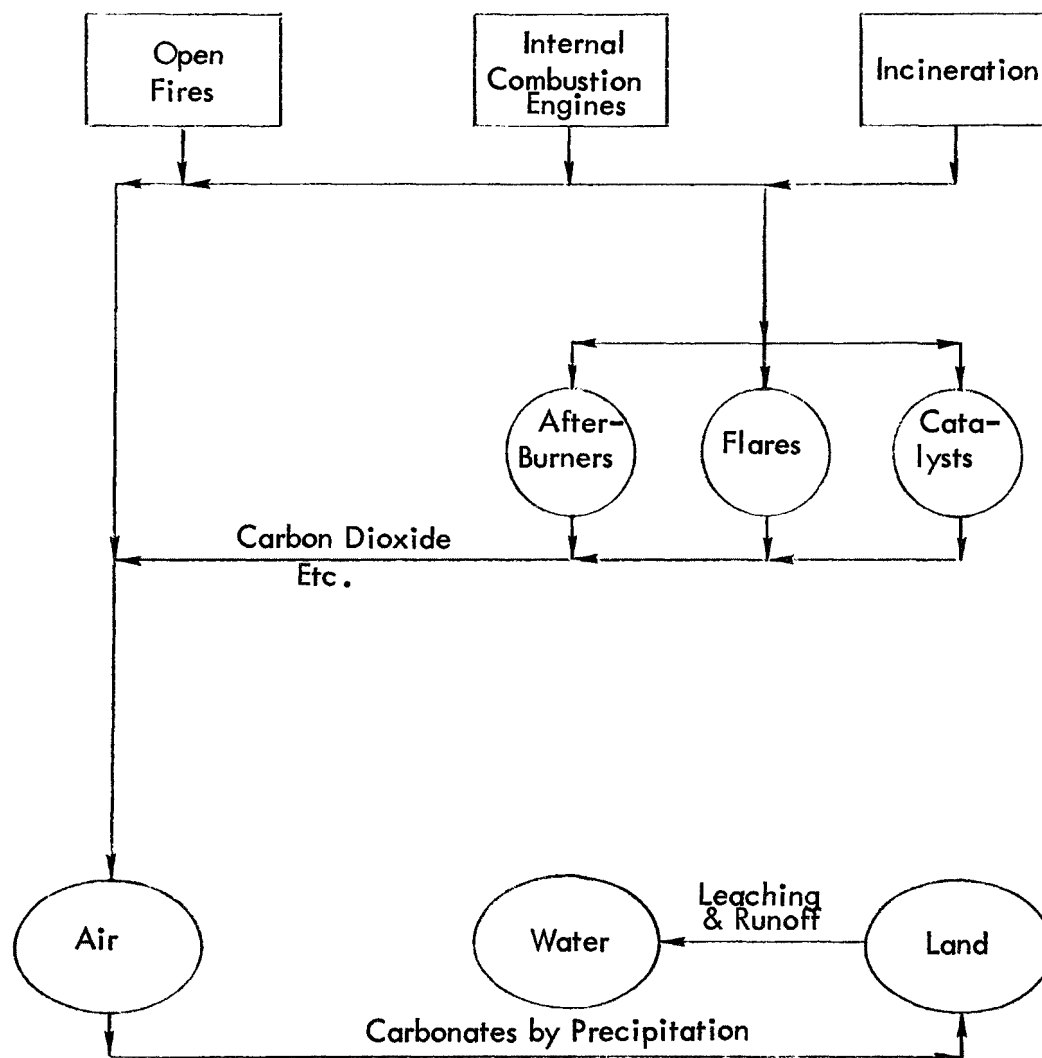 Open
Fires
Internal
Combustion
Engines
Incineration
After-
Burners
Flares
Cata-
lysts
Carbon Dioxide
Etc.
Air
Water
Leaching
& Runoff
Land
Carbonates by Precipitation